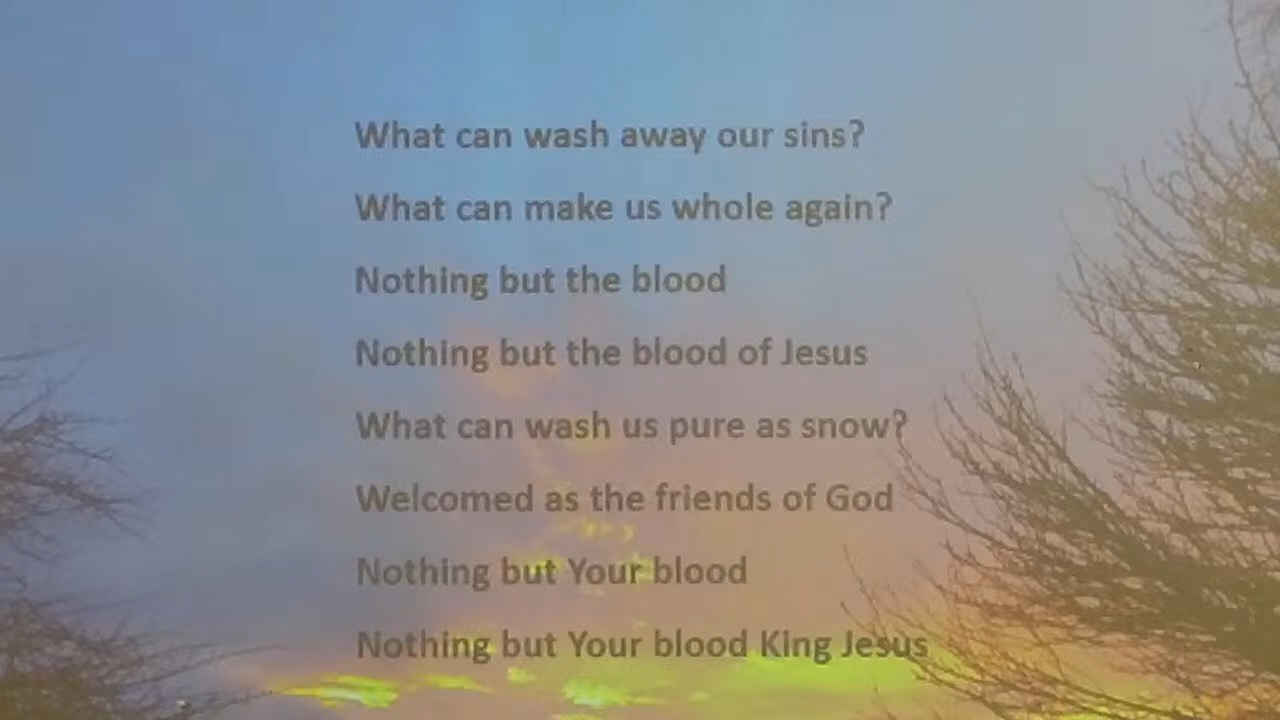 What can wash away our sins?
What can make us whole again?
Nothing but the blood
Nothing but the blood of Jesus
What can wash us pure as snow?
Welcomed as the friends of God
Nothing but Your blood
Nothing but Your blood King Jesus